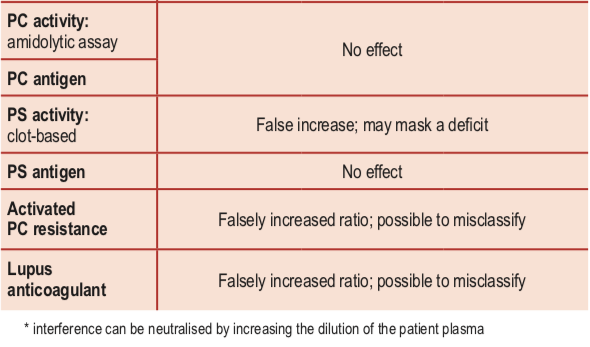 PC activity:
amidolytic assay
No effect
PC antigen
PS activity:
clot-based
False increase; may mask a deficit
PS antigen
No effect
Activated
PC resistance
Falsely increased ratio; possible to misclassify
Lupus
anticoagulant
Falsely increased ratio; possible to misclassify
* interference can be neutralised by increasing the dilution of the patient plasma